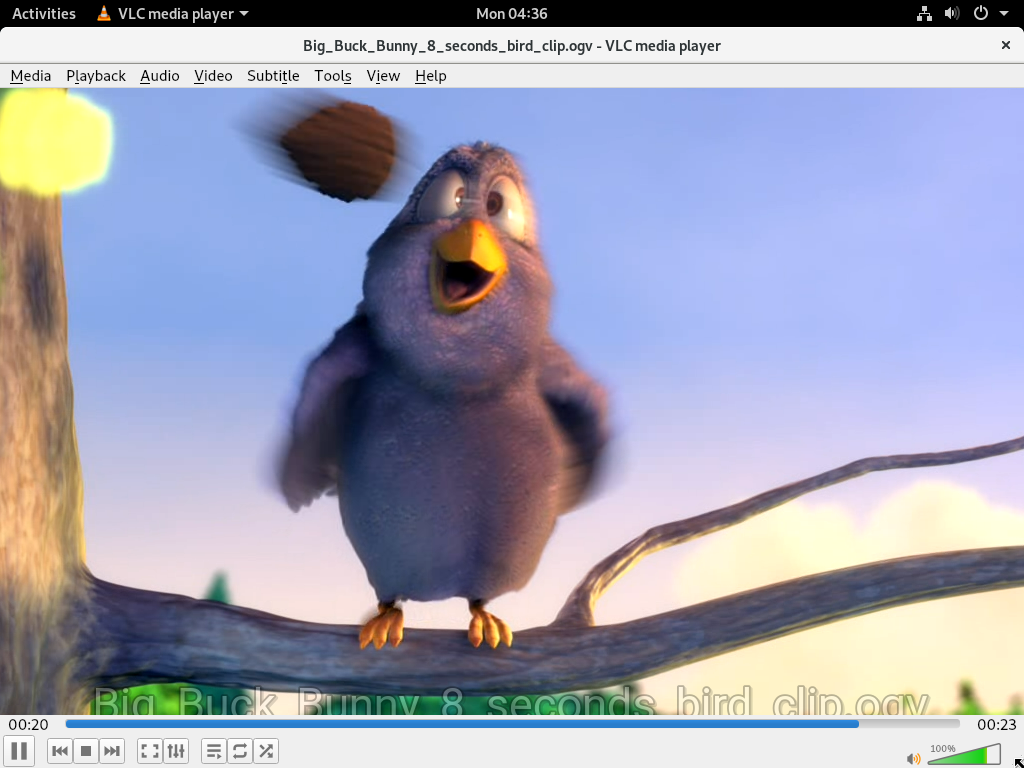 Activities VLC media player Mon 04:36
Big_Buck_Bunny_8_seconds_bird_clip.ogv - VLC media player
Media Playback Audio Video Subtitle Tools View Help
Big_Buck_Bunny_8_seconds_bird_clip.ogv
00:20 00:23
100%